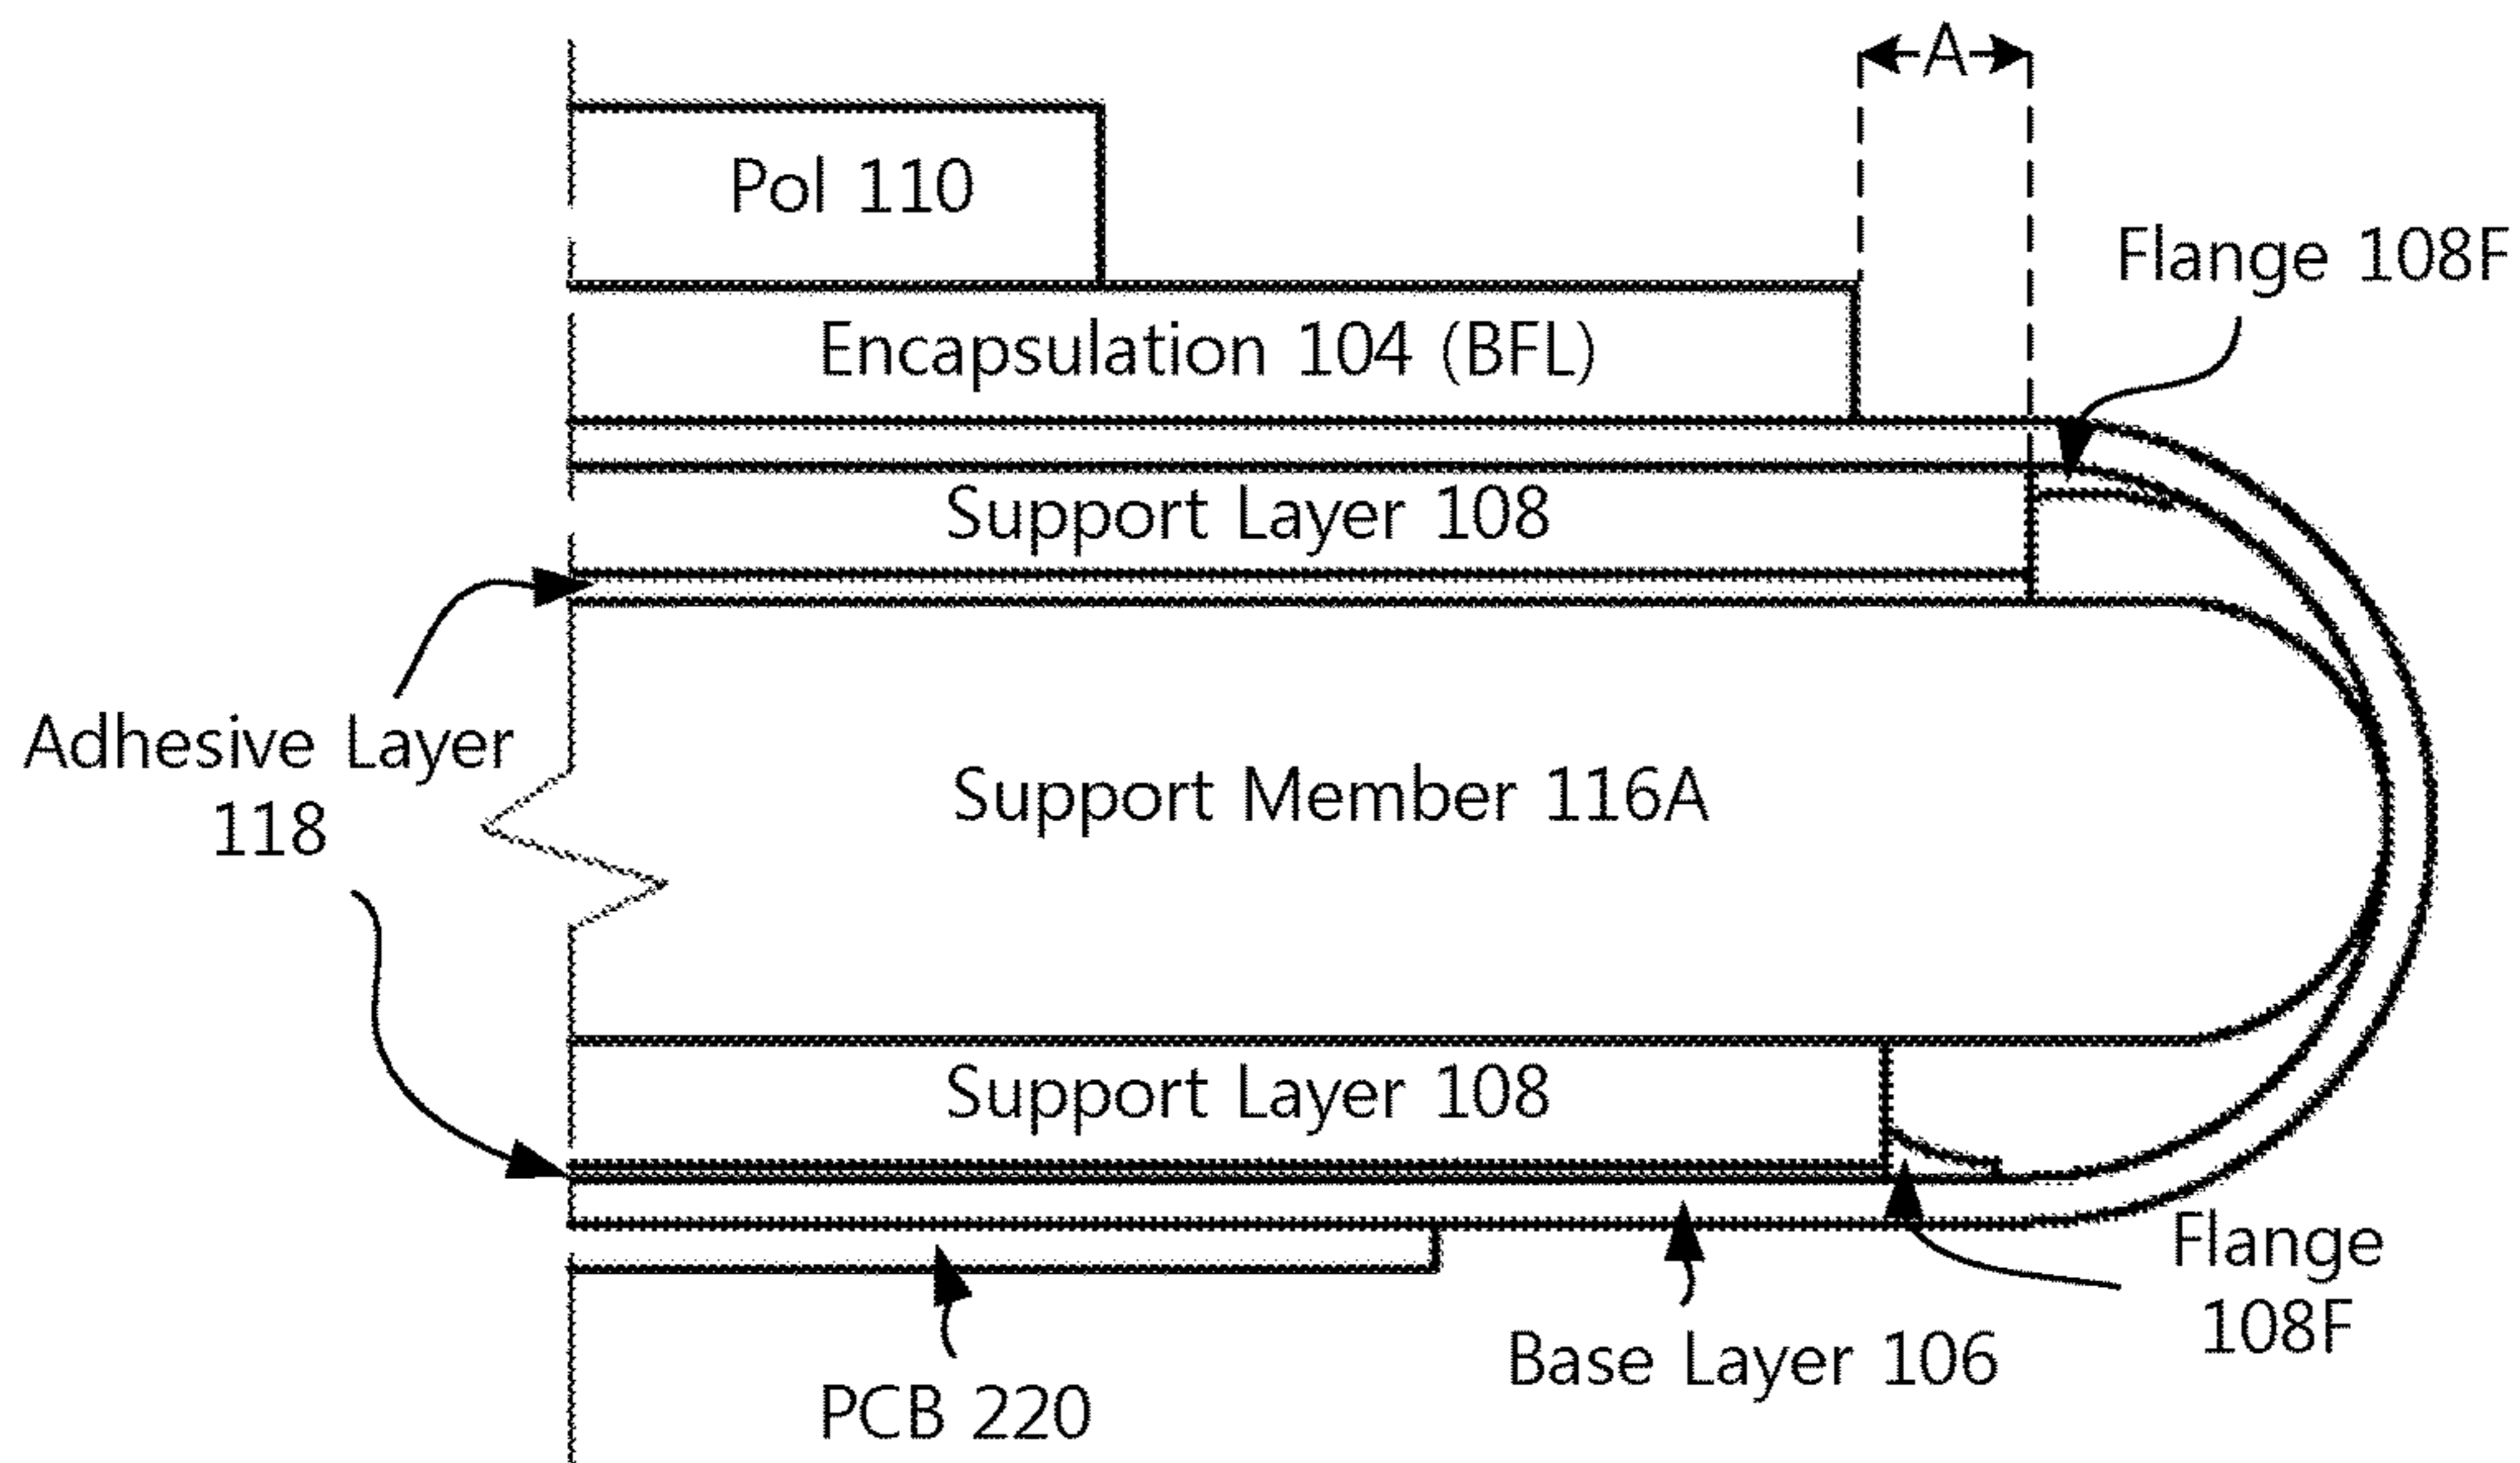 A
Pol 110
Flange 108F
Encapsulation 104 (BFL)
Support Layer 108
Adhesive Layer
118
Support Member 116A
Support Layer 108
Flange
108F
Base Layer 106
PCB 220